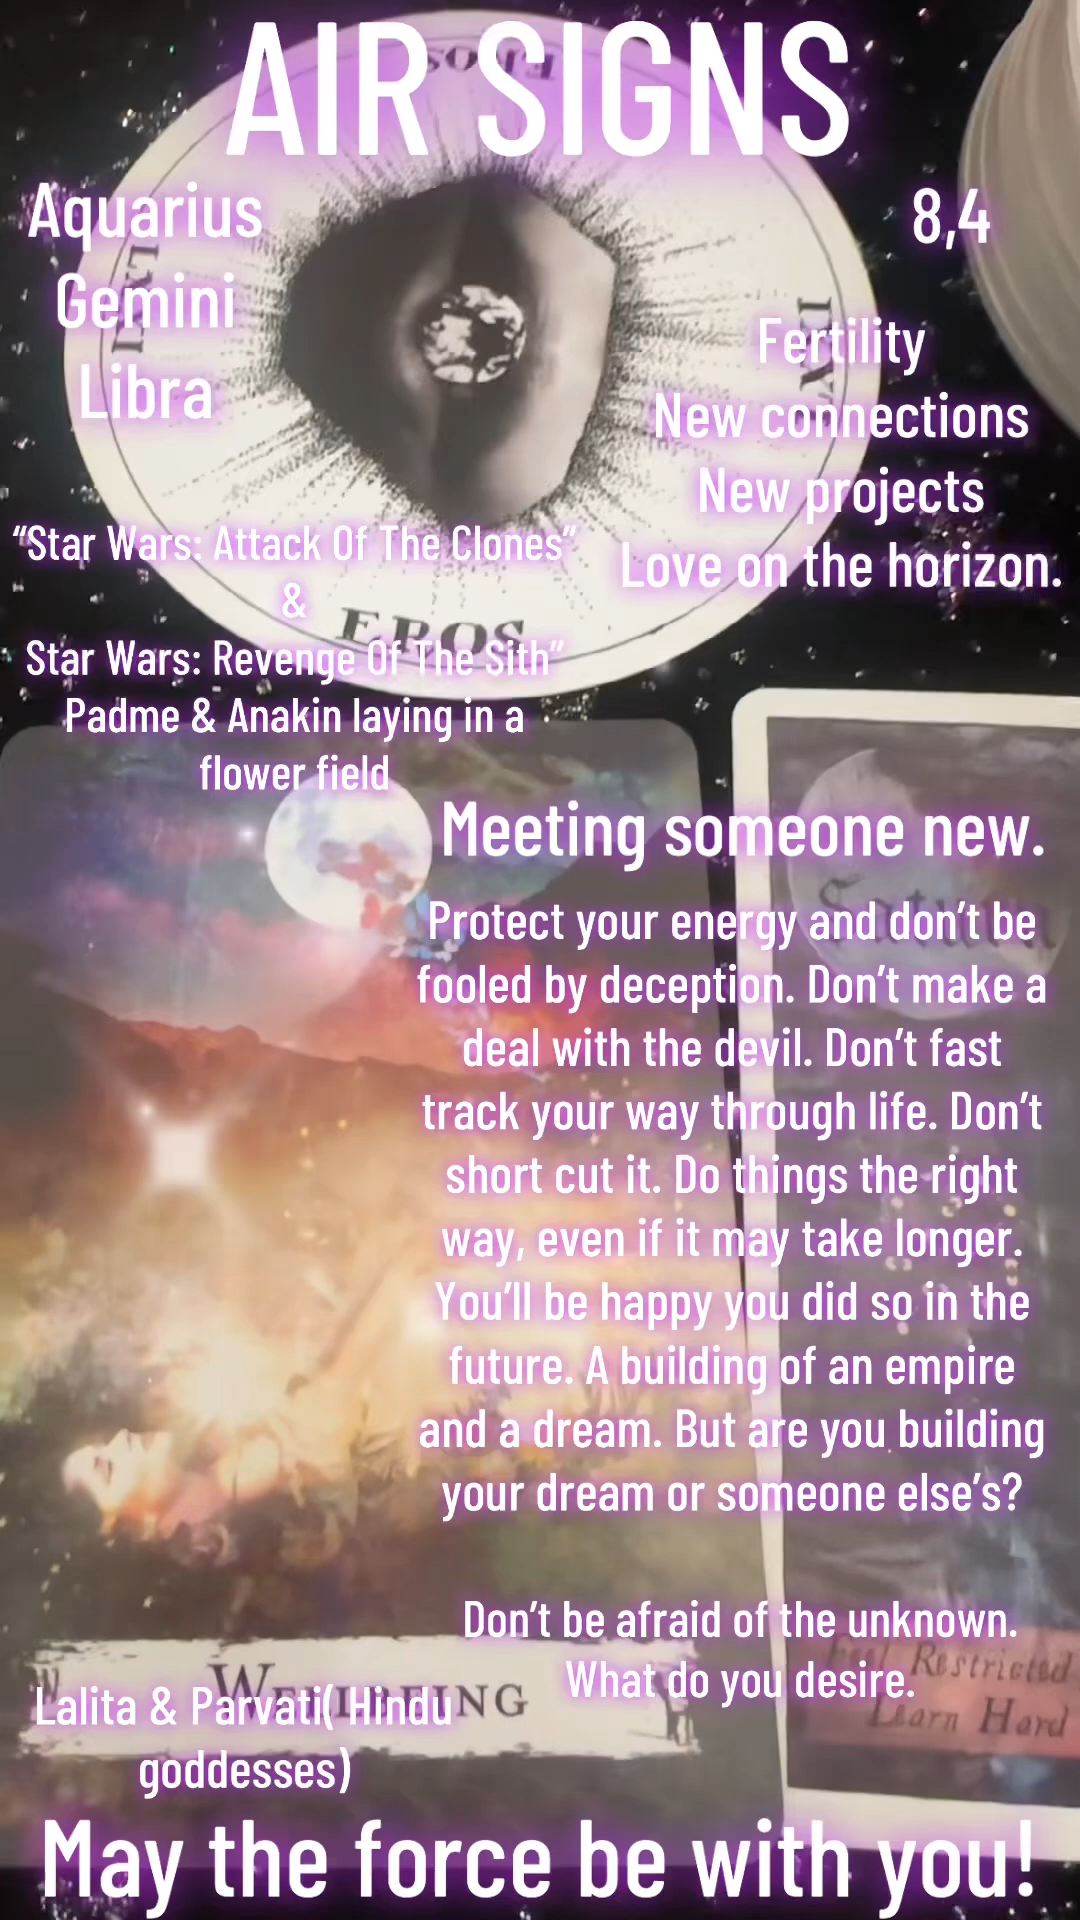 AIR SIGNS
EROS
Aquarius
Gemini
Libra
8,4
Fertility
New connections
New projects
Love on the horizon.
LXII
“Star Wars: Attack Of The Clones”
&
Star Wars: Revenge Of The Sith”
Padme & Anakin laying in a
flower field
EROS
Meeting someone new.
Saturn
Protect your energy and don’t be
fooled by deception. Don’t make a
deal with the devil. Don’t fast
track your way through life. Don’t
short cut it. Do things the right
way, even if it may take longer.
You’ll be happy you did so in the
future. A building of an empire
and a dream. But are you building
your dream or someone else’s?
Don’t be afraid of the unknown.
What do you desire.
Feel Restricted
Learn Hard
WELLBEING
Lalita & Parvati( Hindu
goddesses)
May the force be with you!